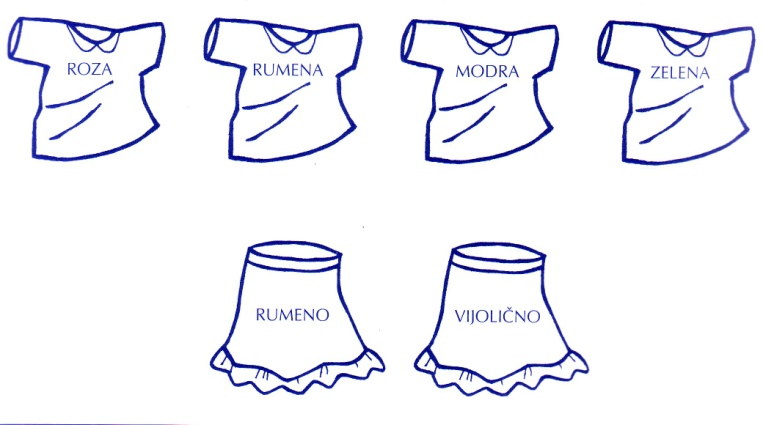 ROZA
RUMENA
MODRA
ZELENA
RUMENO
VIJOLIČNO